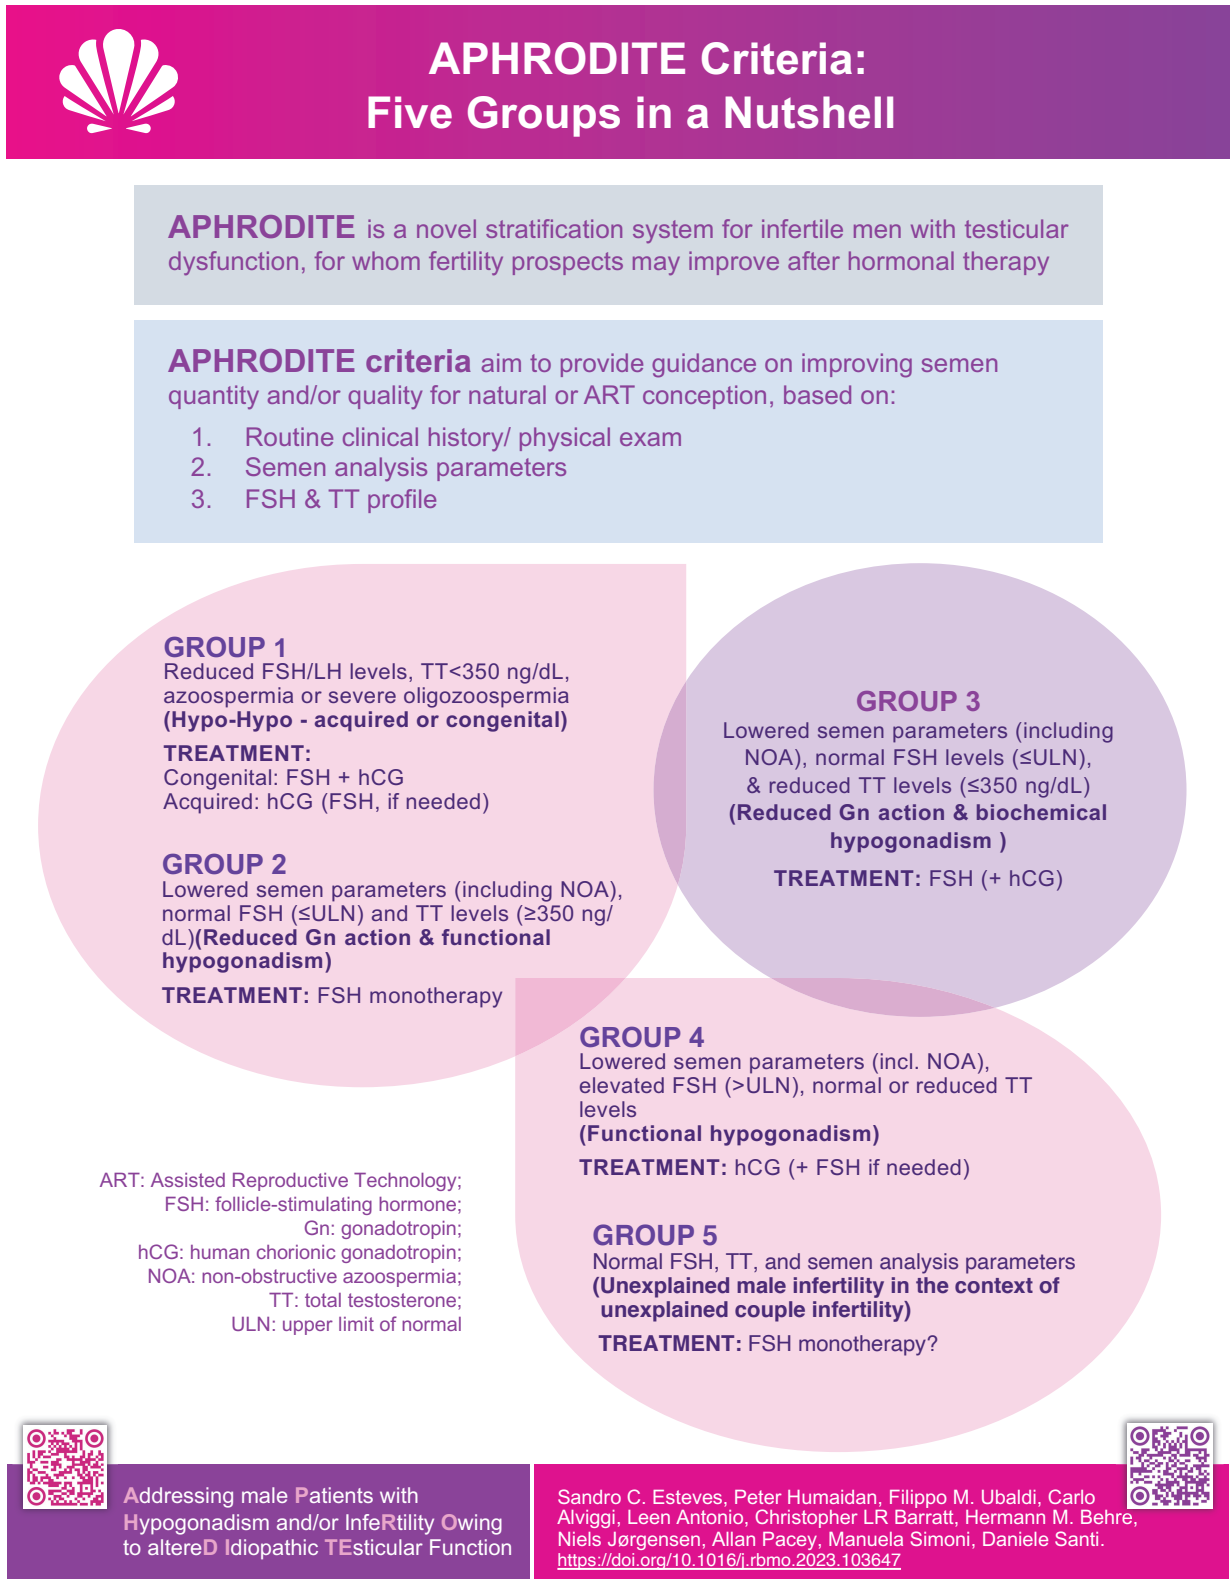 APHRODITE Criteria:
Five Groups in a Nutshell
APHRODITE is a novel stratification system for infertile men with testicular
dysfunction, for whom fertility prospects may improve after hormonal therapy
APHRODITE criteria aim to provide guidance on improving semen
quantity and/or quality for natural or ART conception, based on:
1. Routine clinical history/ physical exam
2. Semen analysis parameters
3. FSH & TT profile
GROUP 1
Reduced FSH/LH levels, TT<350 ng/dL,
azoospermia or severe oligozoospermia
(Hypo-Hypo - acquired or congenital)
TREATMENT:
Congenital: FSH + hCG
Acquired: hCG (FSH, if needed)
GROUP 2
Lowered semen parameters (including NOA),
normal FSH (≤ULN) and TT levels (≥350 ng/
dL)(Reduced Gn action & functional
hypogonadism)
TREATMENT: FSH monotherapy
GROUP 3
Lowered semen parameters (including
NOA), normal FSH levels (≤ULN),
& reduced TT levels (≤350 ng/dL)
(Reduced Gn action & biochemical
hypogonadism )
TREATMENT: FSH (+ hCG)
GROUP 4
Lowered semen parameters (incl. NOA),
elevated FSH (>ULN), normal or reduced TT
levels
(Functional hypogonadism)
TREATMENT: hCG (+ FSH if needed)
GROUP 5
Normal FSH, TT, and semen analysis parameters
(Unexplained male infertility in the context of
unexplained couple infertility)
TREATMENT: FSH monotherapy?
ART: Assisted Reproductive Technology;
FSH: follicle-stimulating hormone;
Gn: gonadotropin;
hCG: human chorionic gonadotropin;
NOA: non-obstructive azoospermia;
TT: total testosterone;
ULN: upper limit of normal
Addressing male Patients with
Hypogonadism and/or InfeRtility Owing
to altereD Idiopathic TEsticular Function
Sandro C. Esteves, Peter Humaidan, Filippo M. Ubaldi, Carlo
Alviggi, Leen Antonio, Christopher LR Barratt, Hermann M. Behre,
Niels Jørgensen, Allan Pacey, Manuela Simoni, Daniele Santi.
https://doi.org/10.1016/j.rbmo.2023.103647